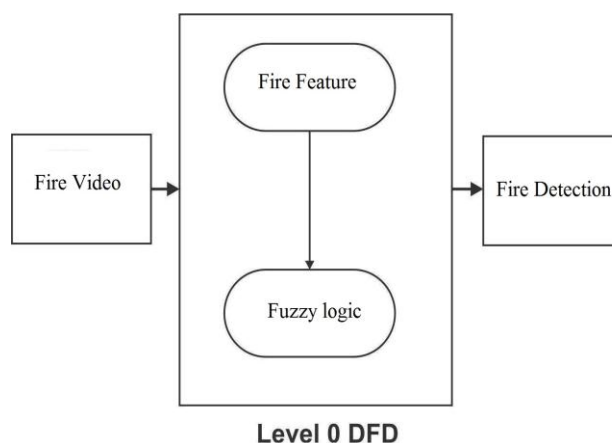 Fire Feature
Fire Video
Fire Detection
Fuzzy logic
Level 0 DFD